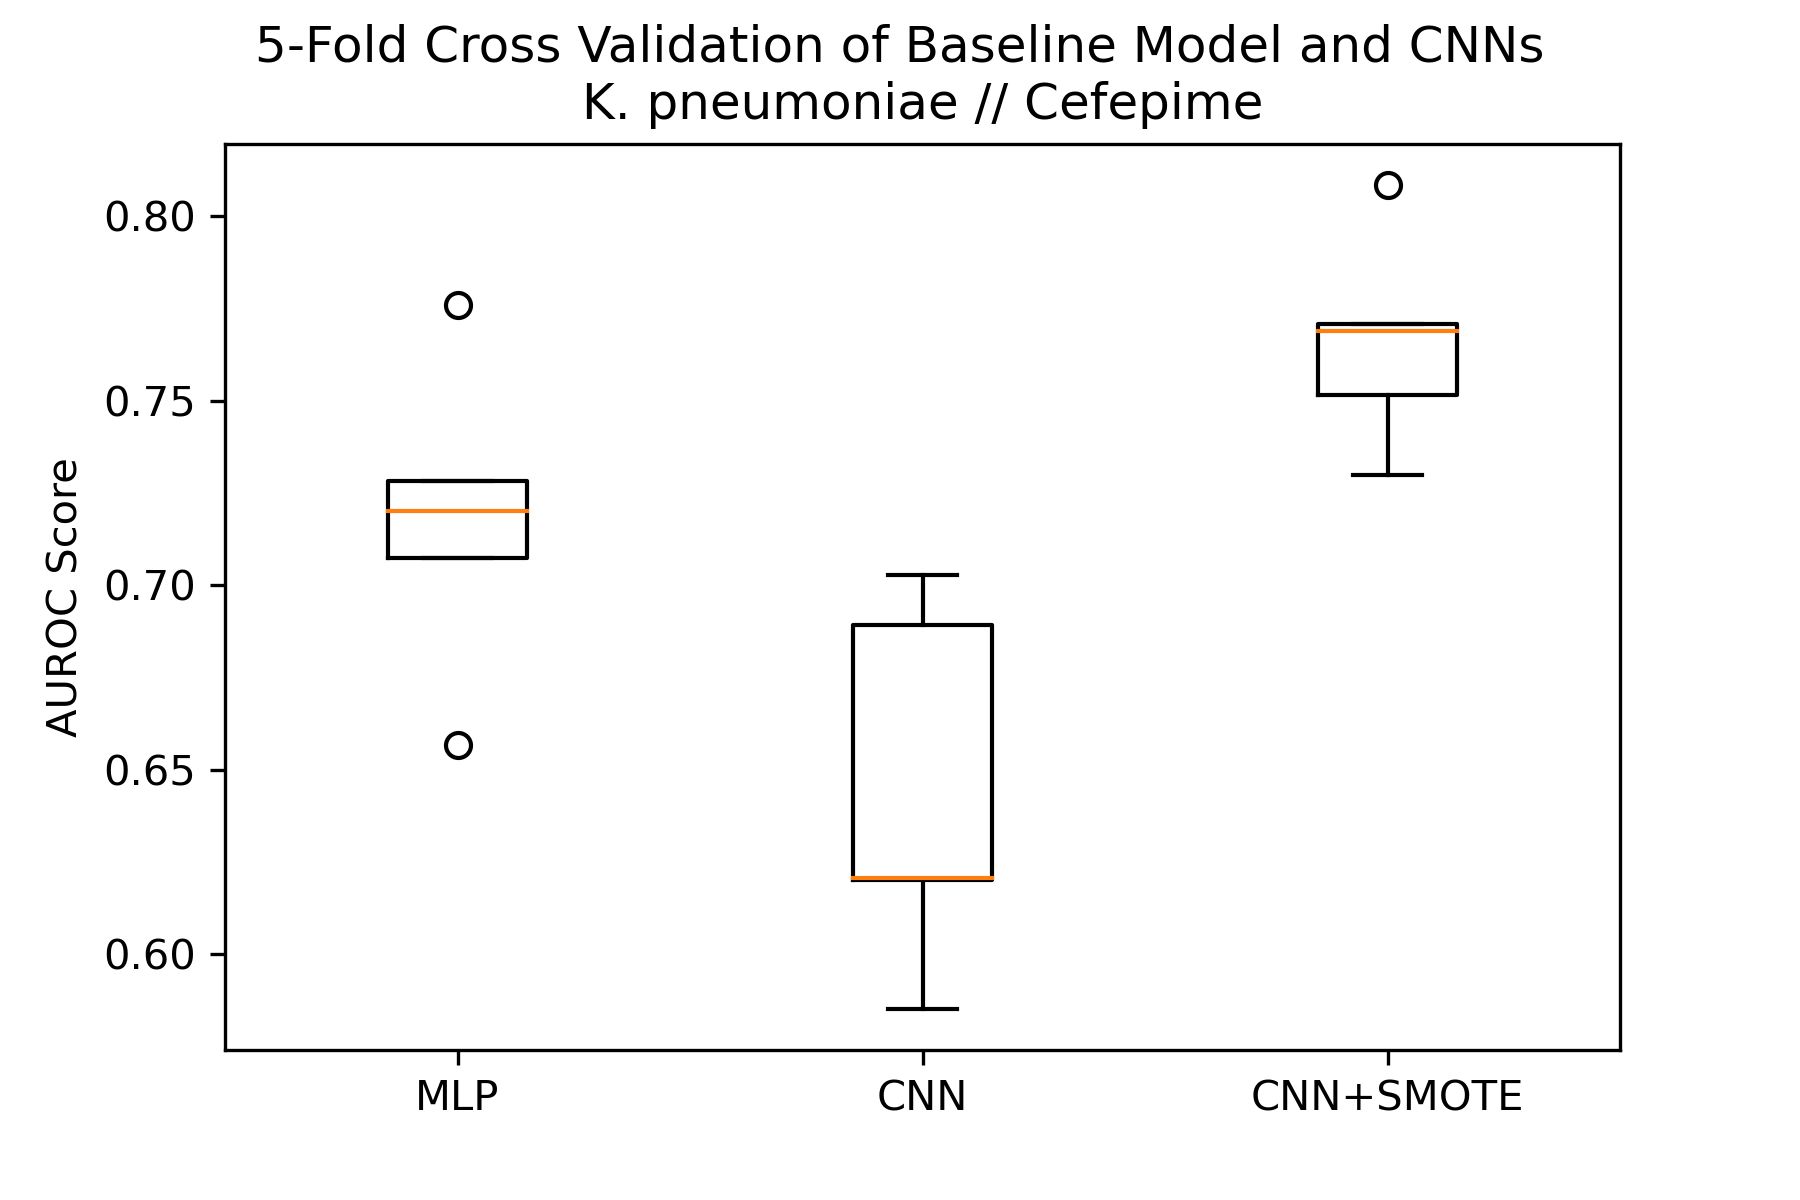 5-Fold Cross Validation of Baseline Model and CNNs
K. pneumoniae // Cefepime
AUROC Score
0.80
0.75
0.70
0.65
0.60
MLP
CNN
CNN+SMOTE